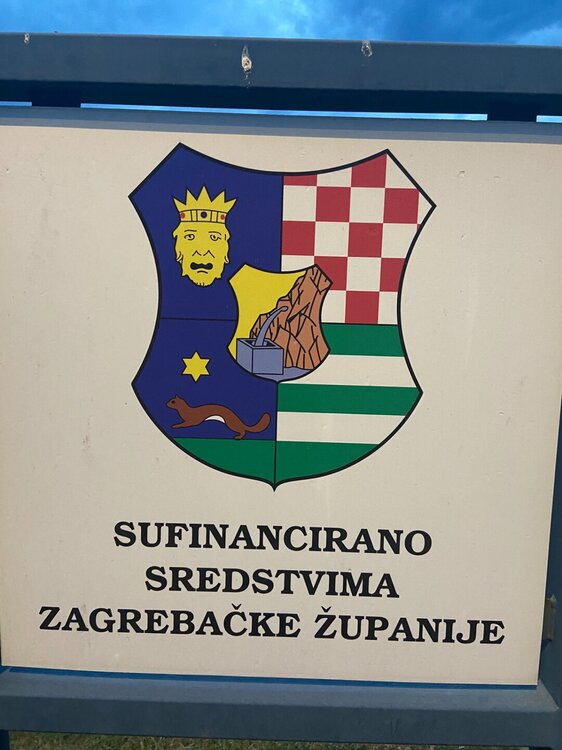 SUFINANCIRANO
SREDSTVIMA
ZAGREBAČKE ŽUPANIJE